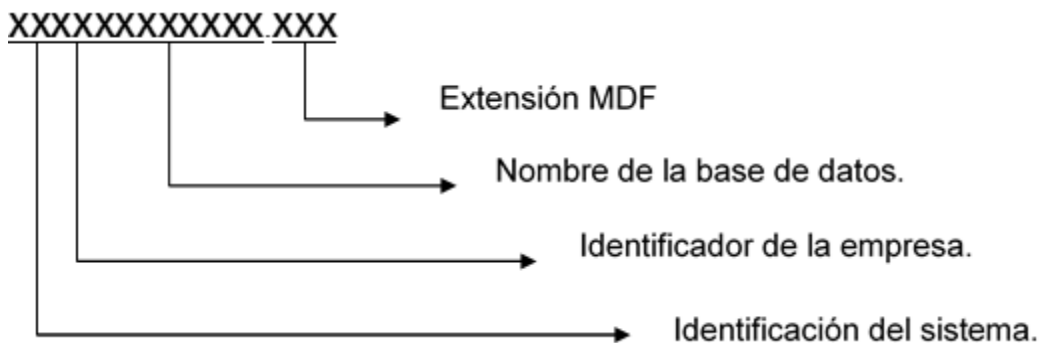 XXXXXXXXXXXX.XXX
Extensión MDF
Nombre de la base de datos.
Identificador de la empresa.
Identificación del sistema.